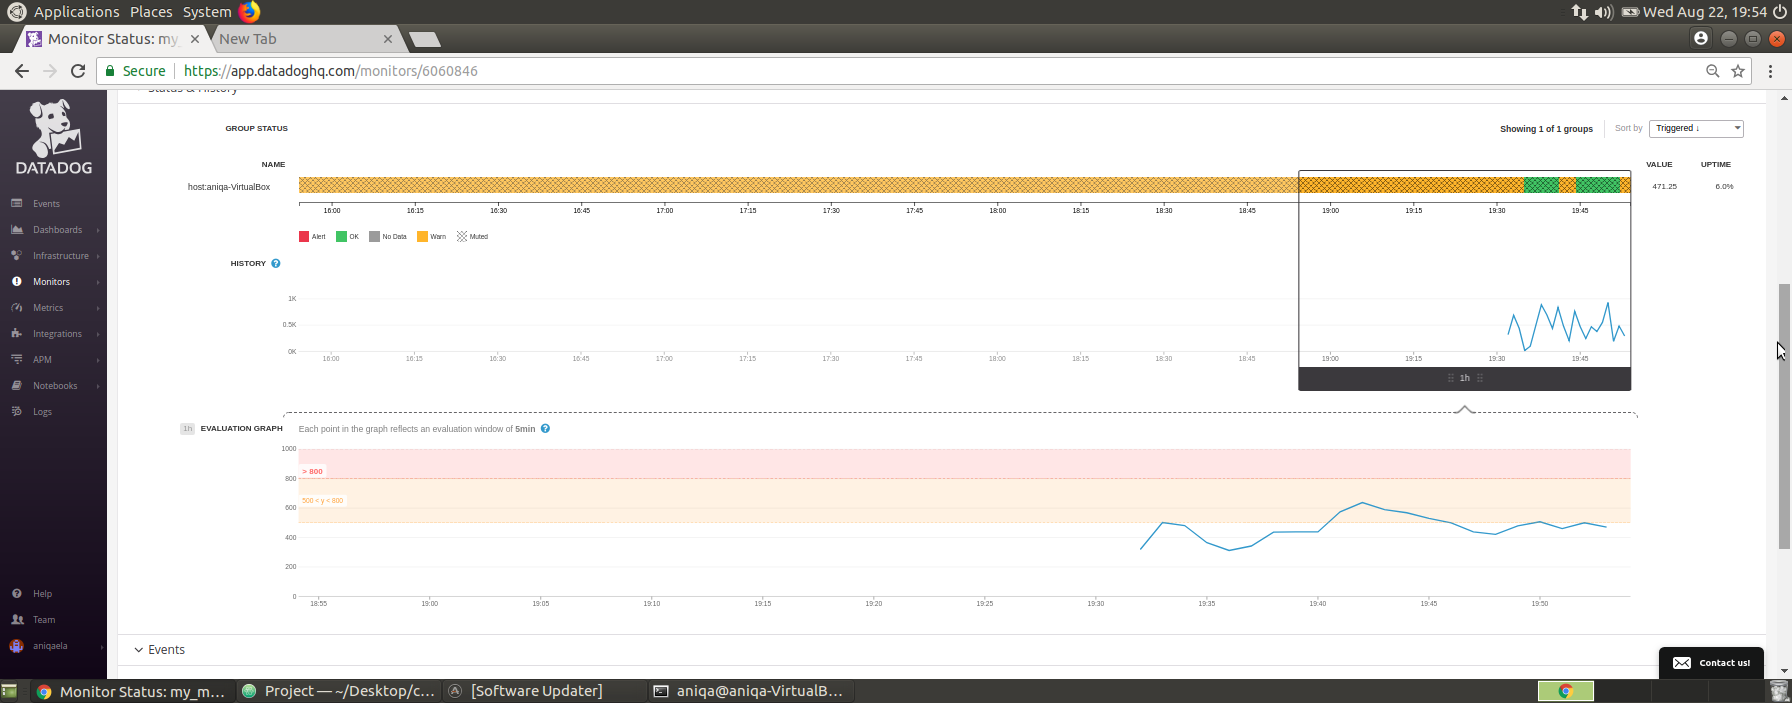 Applications Places System
Wed Aug 22, 19:54
Monitor Status: my_
New Tab
Secure
https://app.datadoghq.com/monitors/6060846
Status & History
DATADOG
Events
Dashboards
Infrastructure
Monitors
Metrics
Integrations
APM
Notebooks
Logs
Help
Team
aniqaela
GROUP STATUS
Showing 1 of 1 groups
Sort by Triggered ↓
NAME
VALUE UPTIME
host:aniqa-VirtualBox
471.25 6.0%
16:00 16:15 16:30 16:45 17:00 17:15 17:30 17:45 18:00 18:15 18:30 18:45 19:00 19:15 19:30 19:45
Alert OK No Data Warn Muted
HISTORY ?
1K
0.5K
0K
16:00 16:15 16:30 16:45 17:00 17:15 17:30 17:45 18:00 18:15 18:30 18:45 19:00 19:15 19:30 19:45
1h
1h EVALUATION GRAPH Each point in the graph reflects an evaluation window of 5min ?
1000
> 800
800
500 < y < 800
600
400
200
0
18:55 19:00 19:05 19:10 19:15 19:20 19:25 19:30 19:35 19:40 19:45 19:50
Events
Contact us!
Monitor Status: my_m...
Project — ~/Desktop/c...
[Software Updater]
aniqa@aniqa-VirtualB...